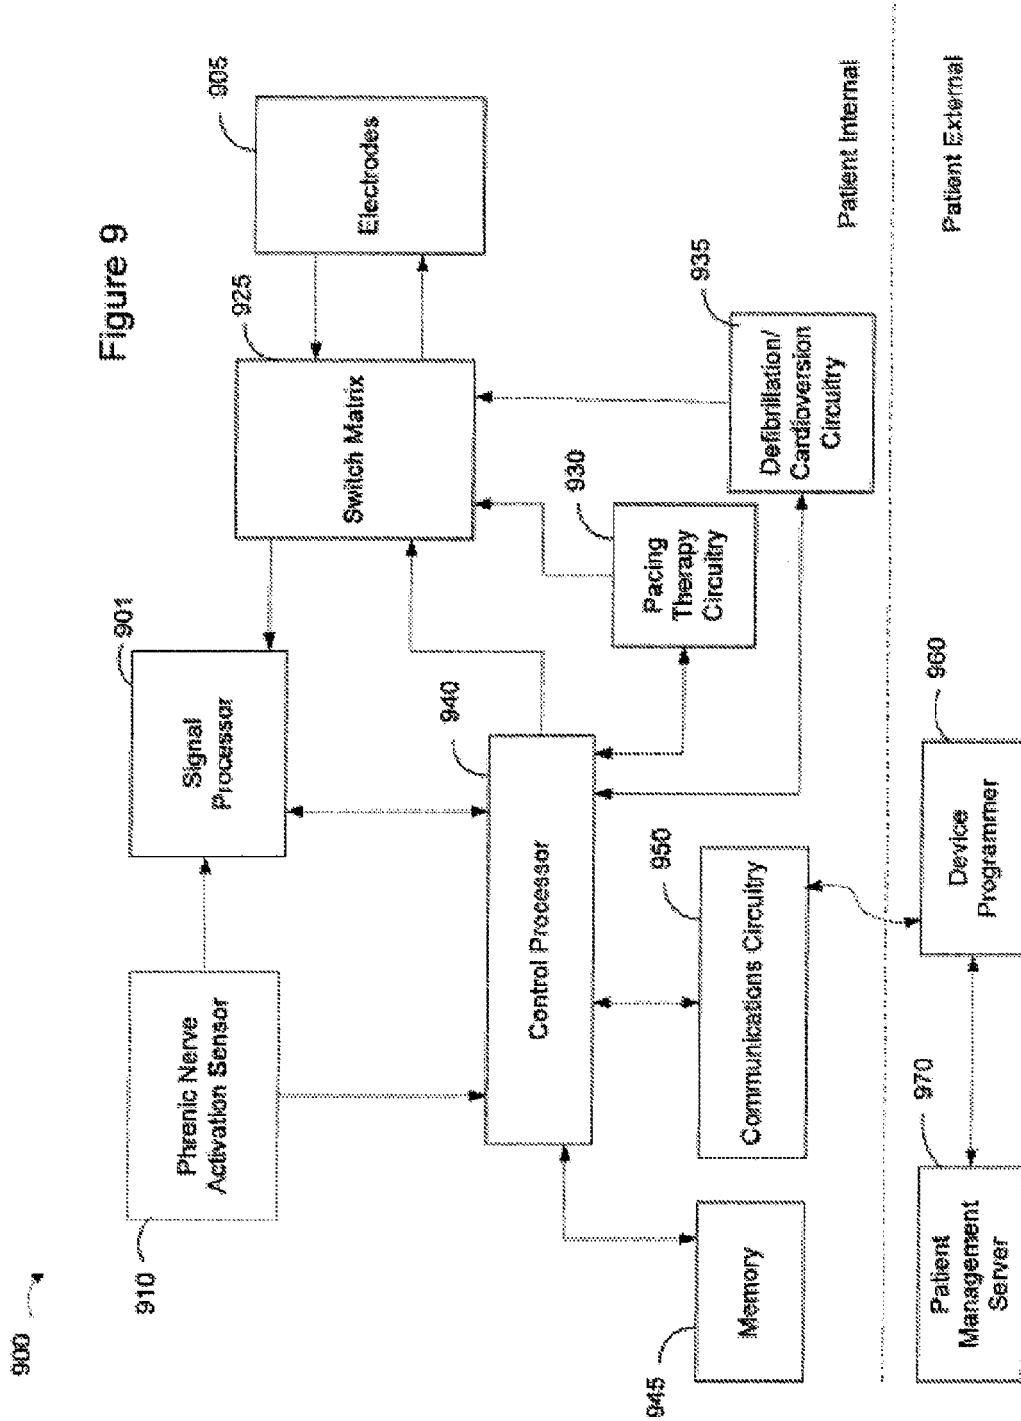 Figure 9
900
910
Phrenic Nerve
Activation Sensor
901
Signal
Processor
925
Switch Matrix
905
Electrodes
940
Control Processor
945
Memory
950
Communications Circuitry
930
Pacing
Therapy
Circuitry
935
Defibrillation/
Cardioversion
Circuitry
Patient Internal
Patient External
970
Patient
Management
Server
960
Device
Programmer